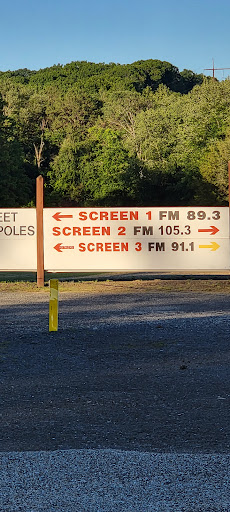 EET
POLES
SCREEN 1 FM 89.3
SCREEN 2 FM 105.3
SCREEN 3 FM 91.1